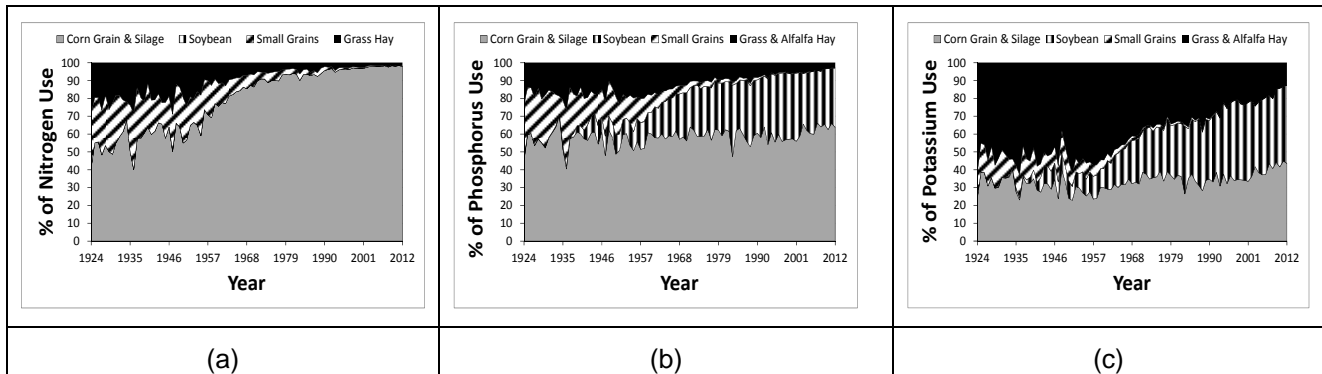 Corn Grain & Silage Soybean Small Grains Grass Hay
100
90
80
70
60
50
40
30
20
10
0
% of Nitrogen Use
1924 1935 1946 1957 1968 1979 1990 2001 2012
Year
(a)
Corn Grain & Silage Soybean Small Grains Grass & Alfalfa Hay
100
90
80
70
60
50
40
30
20
10
0
% of Phosphorus Use
1924 1935 1946 1957 1968 1979 1990 2001 2012
Year
(b)
Corn Grain & Silage Soybean Small Grains Grass & Alfalfa Hay
100
90
80
70
60
50
40
30
20
10
0
% of Potassium Use
1924 1935 1946 1957 1968 1979 1990 2001 2012
Year
(c)